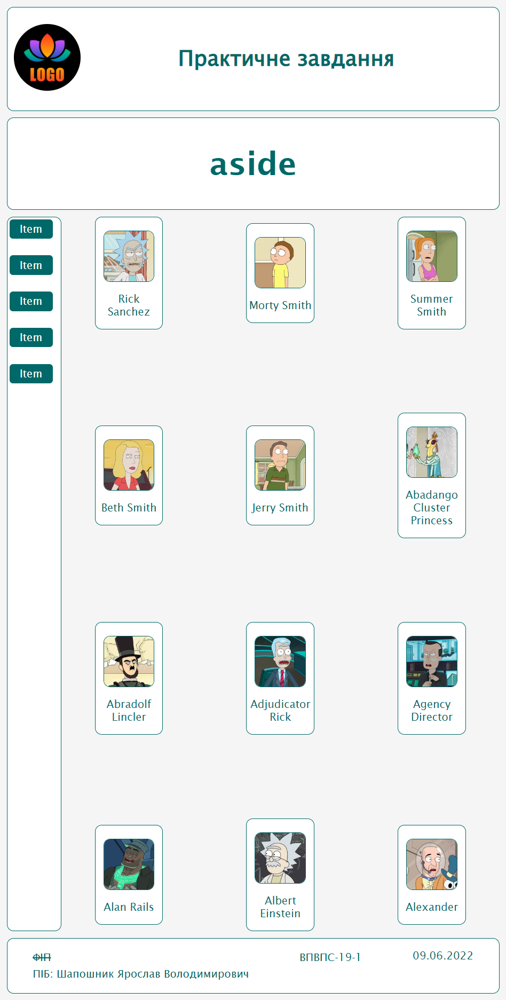 LOGO
Практичне завдання
aside
Item
Item
Item
Item
Item
Rick
Sanchez
Morty Smith
Summer
Smith
Beth Smith
Jerry Smith
Abadango
Cluster
Princess
Abradolf
Lincler
Adjudicator
Rick
Agency
Director
Alan Rails
Albert
Einstein
Alexander
ФІП
ПІБ: Шапошник Ярослав Володимирович
ВПВПС-19-1
09.06.2022